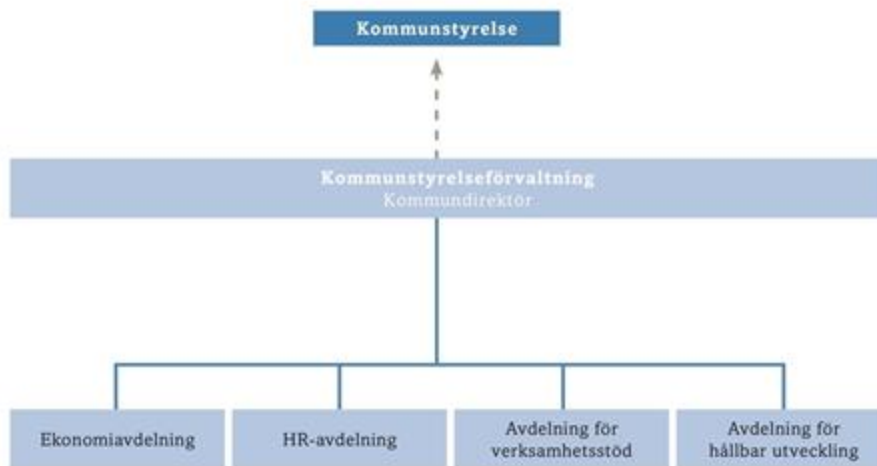 Kommunstyrelse
Kommunstyrelseförvaltning
Kommundirektör
Ekonomiavdelning
HR-avdelning
Avdelning för
verksamhetsstöd
Avdelning för
hållbar utveckling